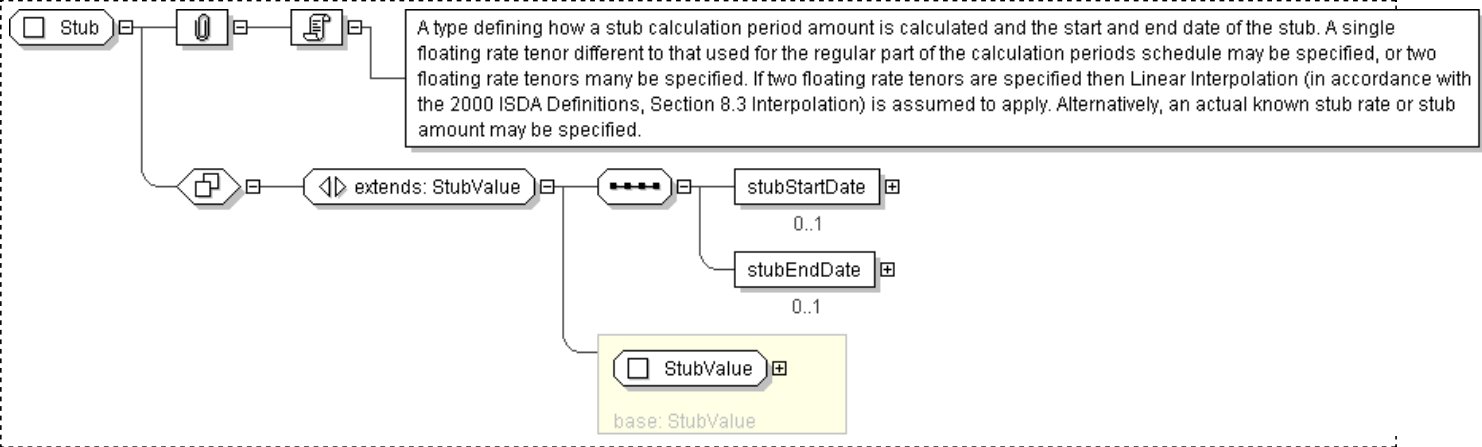 Stub
A type defining how a stub calculation period amount is calculated and the start and end date of the stub. A single
floating rate tenor different to that used for the regular part of the calculation periods schedule may be specified, or two
floating rate tenors many be specified. If two floating rate tenors are specified then Linear Interpolation (in accordance with
the 2000 ISDA Definitions, Section 8.3 Interpolation) is assumed to apply. Alternatively, an actual known stub rate or stub
amount may be specified.
extends: StubValue
stubStartDate
0..1
stubEndDate
0..1
StubValue
base: StubValue